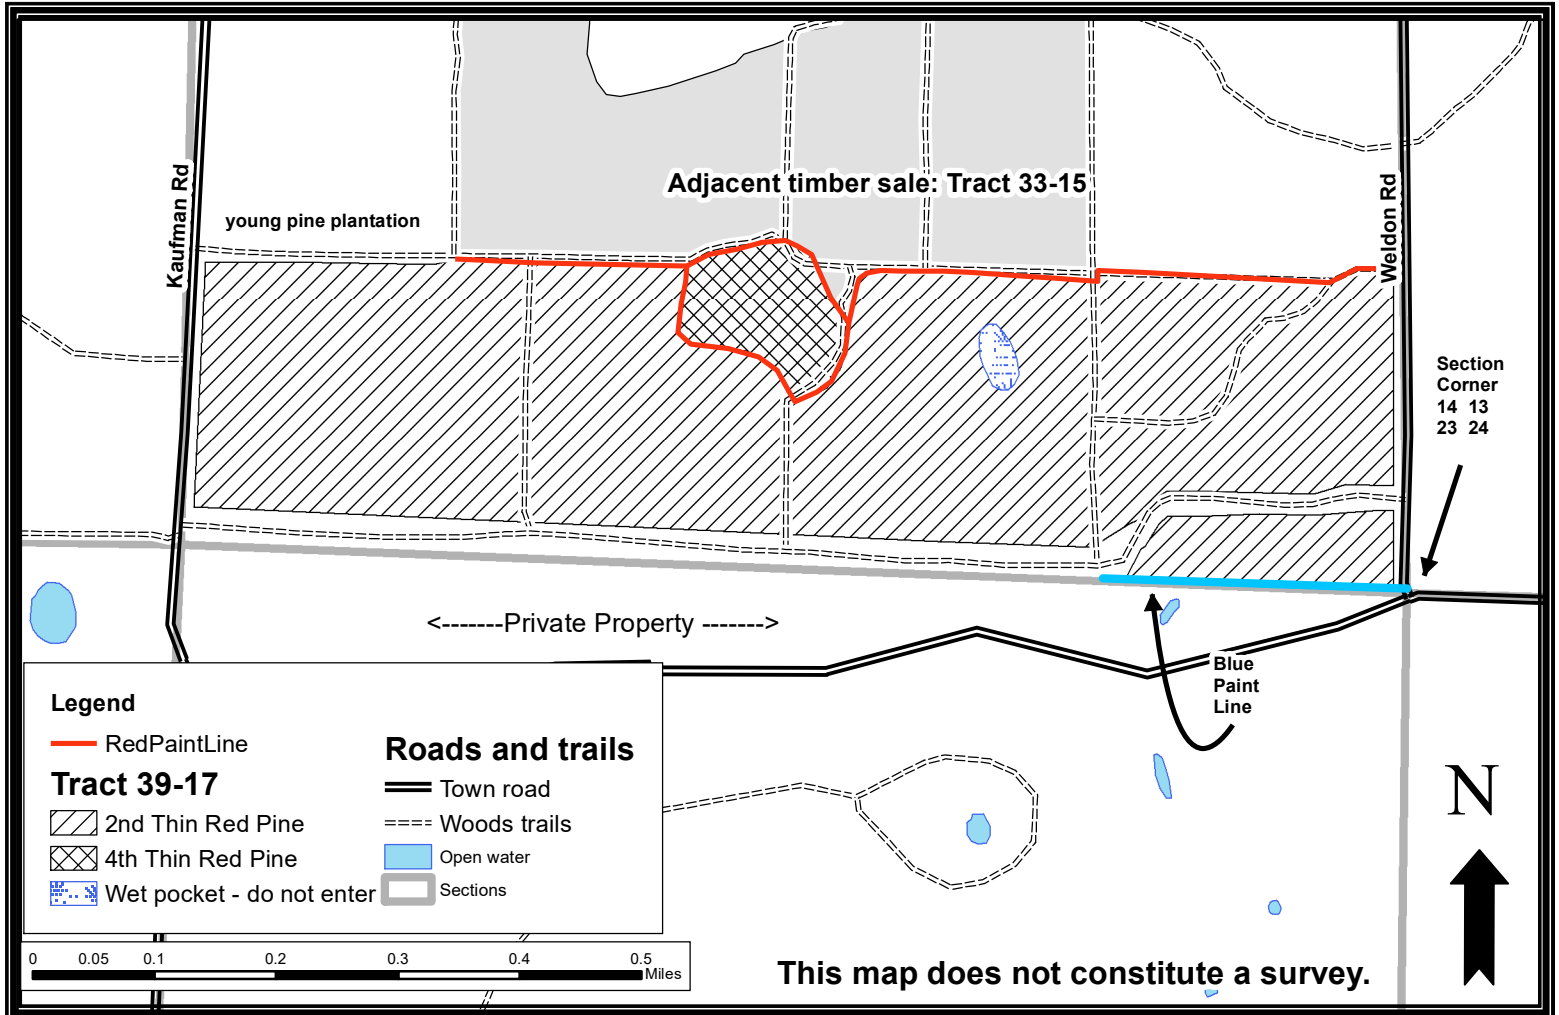 Adjacent timber sale: Tract 33-15
Kaufman Rd
young pine plantation
Weldon Rd
Section
Corner
14 13
23 24
<-------Private Property ------->
Blue
Paint
Line
Legend
RedPaintLine
Tract 39-17
2nd Thin Red Pine
4th Thin Red Pine
Wet pocket - do not enter
Roads and trails
Town road
Woods trails
Open water
Sections
N
0 0.05 0.1 0.2 0.3 0.4 0.5
Miles
This map does not constitute a survey.